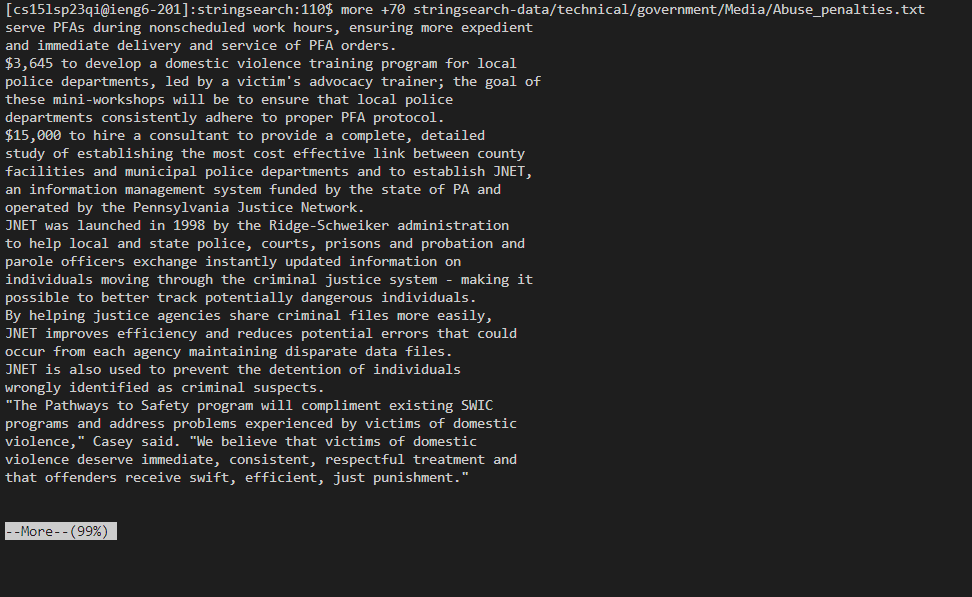 [cs15lsp23qi@ieng6-201]:stringsearch:110$ more +70 stringsearch-data/technical/government/Media/Abuse_penalties.txt
serve PFAs during nonscheduled work hours, ensuring more expedient
and immediate delivery and service of PFA orders.
$3,645 to develop a domestic violence training program for local
police departments, led by a victim's advocacy trainer; the goal of
these mini-workshops will be to ensure that local police
departments consistently adhere to proper PFA protocol.
$15,000 to hire a consultant to provide a complete, detailed
study of establishing the most cost effective link between county
facilities and municipal police departments and to establish JNET,
an information management system funded by the state of PA and
operated by the Pennsylvania Justice Network.
JNET was launched in 1998 by the Ridge-Schweiker administration
to help local and state police, courts, prisons and probation and
parole officers exchange instantly updated information on
individuals moving through the criminal justice system - making it
possible to better track potentially dangerous individuals.
By helping justice agencies share criminal files more easily,
JNET improves efficiency and reduces potential errors that could
occur from each agency maintaining disparate data files.
JNET is also used to prevent the detention of individuals
wrongly identified as criminal suspects.
"The Pathways to Safety program will compliment existing SWIC
programs and address problems experienced by victims of domestic
violence," Casey said. "We believe that victims of domestic
violence deserve immediate, consistent, respectful treatment and
that offenders receive swift, efficient, just punishment."
--More--(99%)